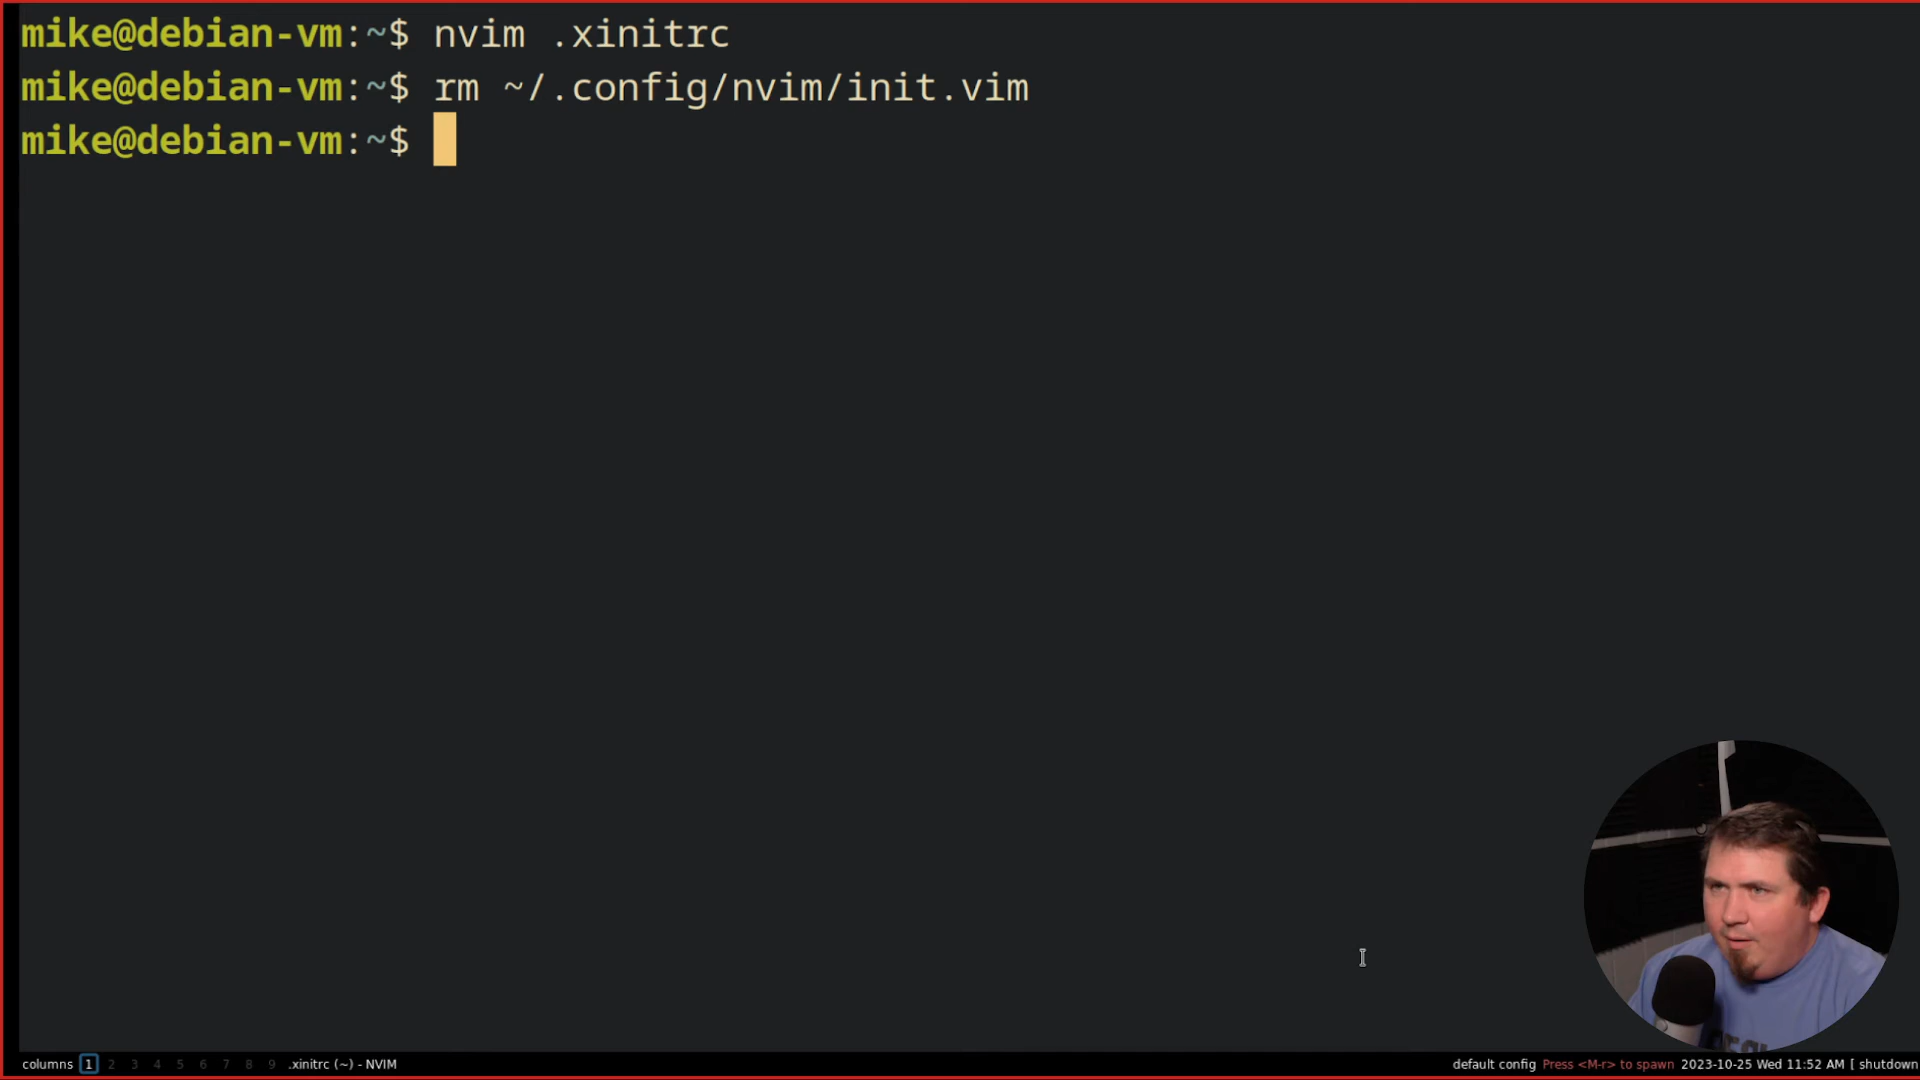 mike@debian-vm:~$ nvim .xinitrc
mike@debian-vm:~$ rm ~/.config/nvim/init.vim
mike@debian-vm:~$
columns 1 2 3 4 5 6 7 8 9 .xinitrc (~) - NVIM default config Press <M-r> to spawn 2023-10-25 Wed 11:52 AM [ shutdown